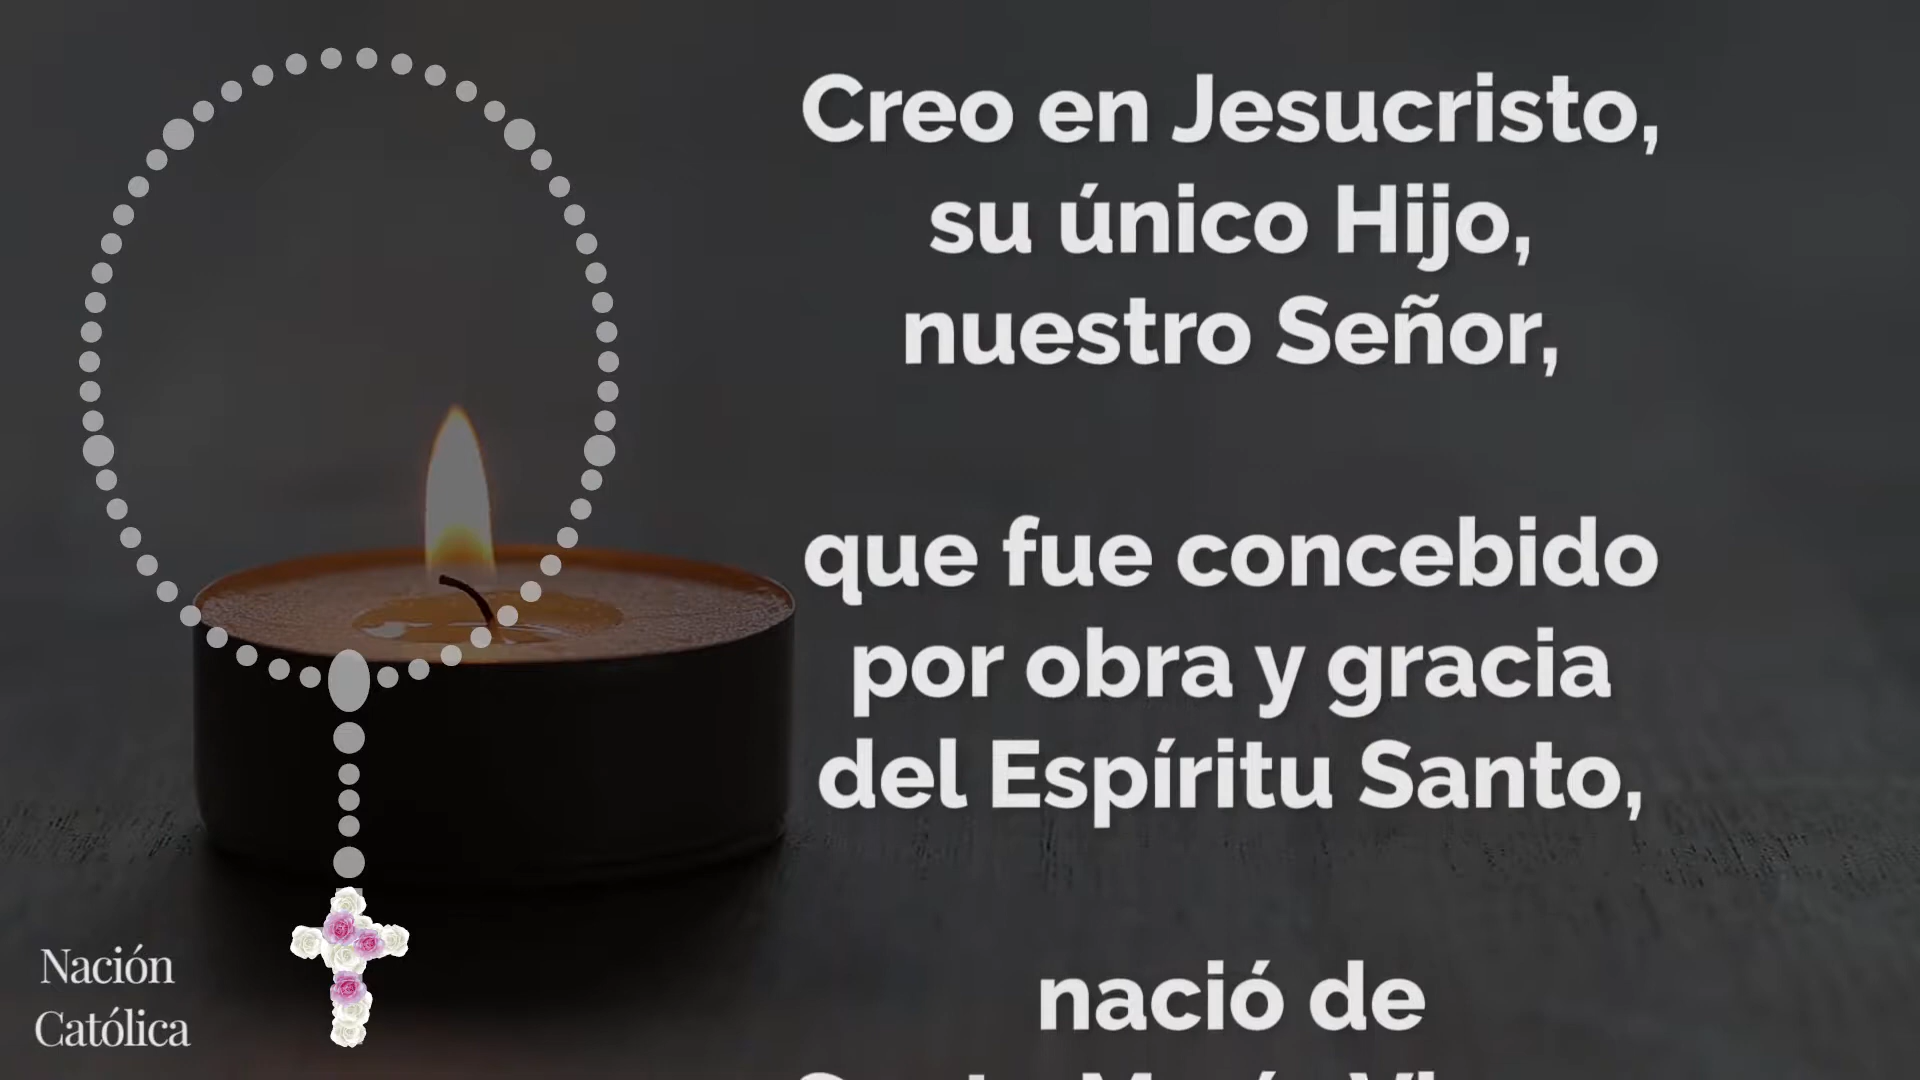 Creo en Jesucristo,
su único Hijo,
nuestro Señor,
que fue concebido
por obra y gracia
del Espíritu Santo,
nació de
Nación
Católica